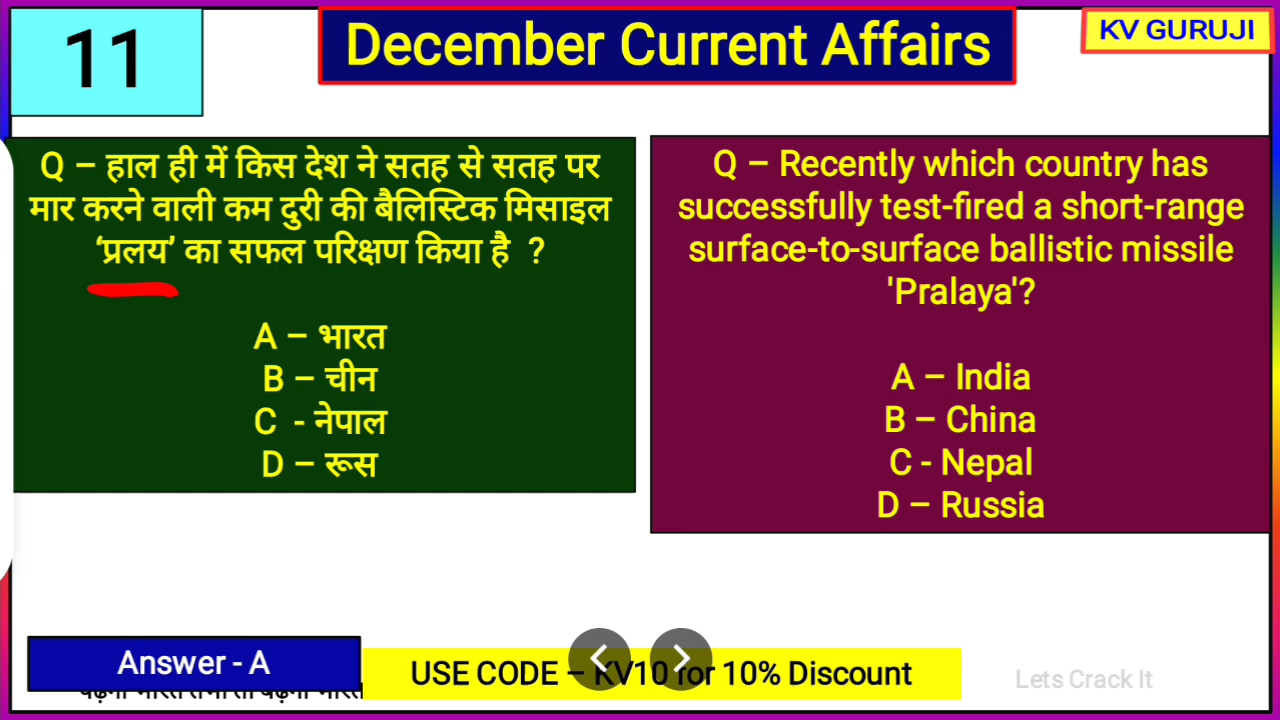 11
December Current Affairs
KV GURUJI
Q – हाल ही में किस देश ने सतह से सतह पर
मार करने वाली कम दुरी की बैलिस्टिक मिसाइल
‘प्रलय’ का सफल परिक्षण किया है ?
A – भारत
B – चीन
C - नेपाल
D – रूस
Q – Recently which country has
successfully test-fired a short-range
surface-to-surface ballistic missile
'Pralaya'?
A – India
B – China
C - Nepal
D – Russia
Answer - A
USE CODE – KV10 for 10% Discount
Lets Crack It